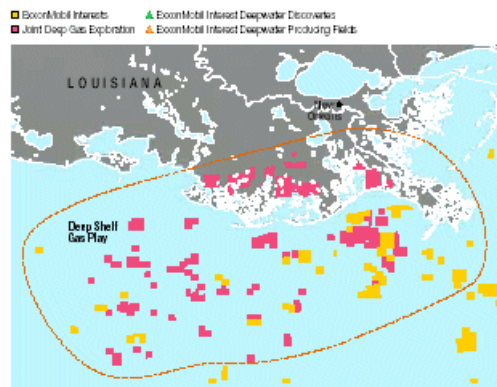 ExxonMobil Interests
ExxonMobil Interest Deepwater Discoveries
Joint Deep Gas Exploration
ExxonMobil Interest Deepwater Producing Fields
LOUISIANA
New
Orleans
Deep Shelf
Gas Play